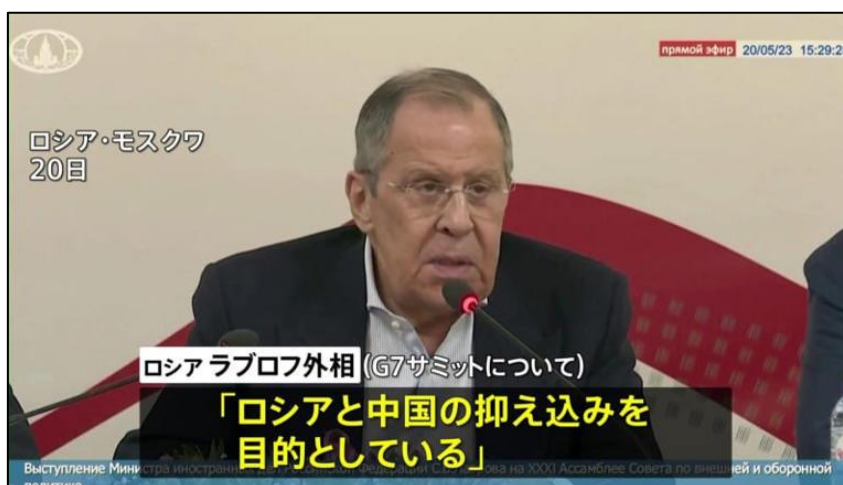 прямой эфир 20/05/23 15:29:2
ロシア・モスクワ
20日
ロシア ラブロフ外相 (G7サミットについて)
「ロシアと中国の抑え込みを
目的としている」
Выступление Министра иностранных дел Российской Федерации на XXXI Ассамблее Совета по внешней и оборонной
политике